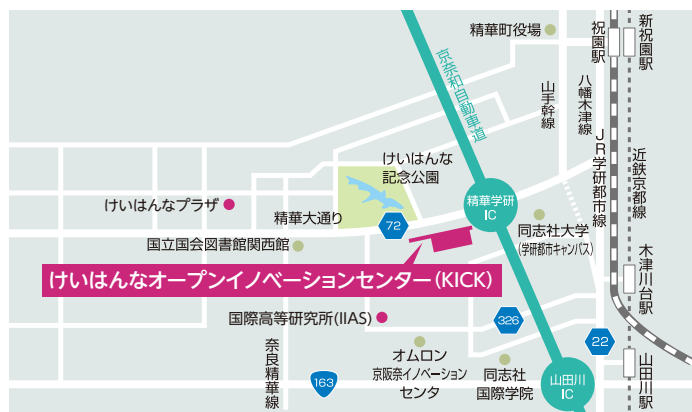 精華町役場
祝園駅
新祝園駅
京奈和自動車道
山手幹線
八幡木津線
JR学研都市線
近鉄京都線
けいはんな
記念公園
けいはんなプラザ
精華大通り
72
精華学研
IC
同志社大学
(学研都市キャンパス)
国立国会図書館関西館
けいはんなオープンイノベーションセンター(KICK)
木津川台駅
国際高等研究所(IIAS)
326
22
奈良精華線
163
オムロン
京阪奈イノベーション
センタ
同志社
国際学院
山田川
IC
山田川駅